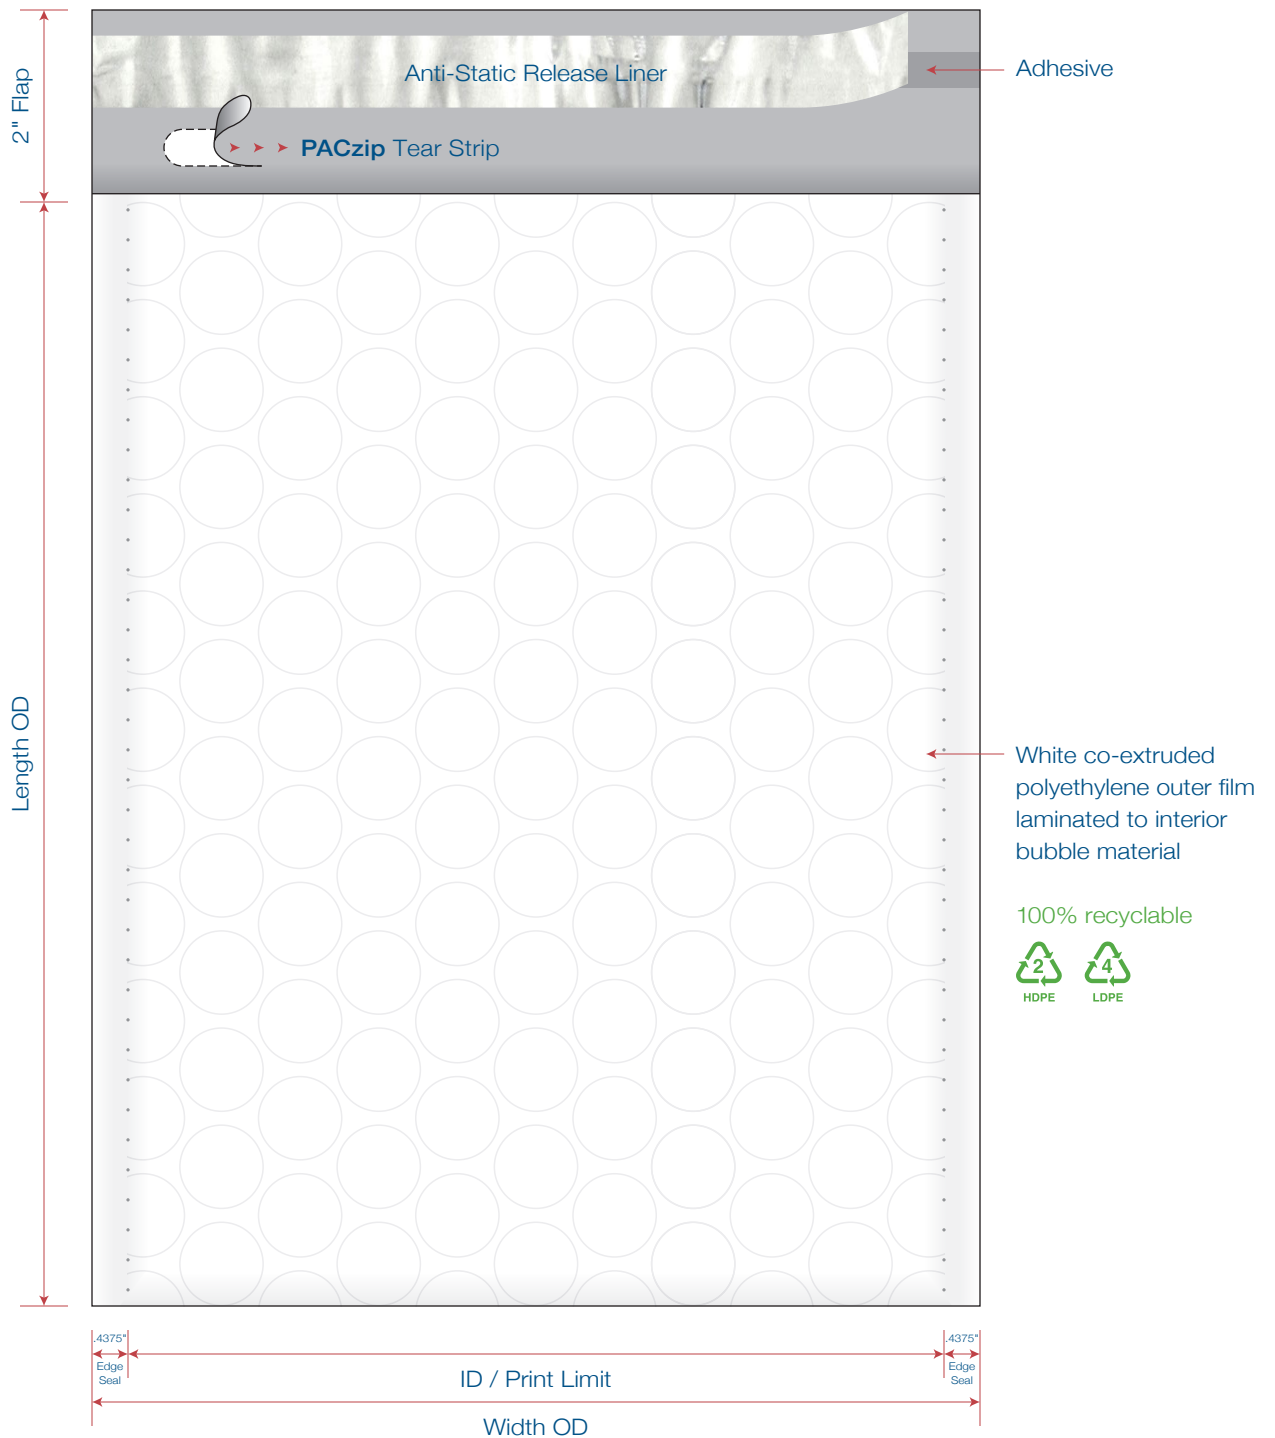 2" Flap
Anti-Static Release Liner
Adhesive
PACzip Tear Strip
Length OD
White co-extruded
polyethylene outer film
laminated to interior
bubble material
100% recyclable
2 4
HDPE LDPE
.4375" .4375"
Edge Edge
Seal Seal
ID / Print Limit
Width OD